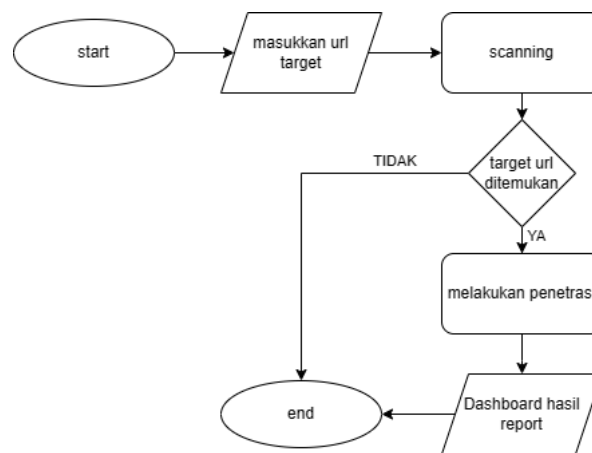 start
masukkan url
target
scanning
target url
ditemukan
TIDAK
YA
melakukan penetras
Dashboard hasil
report
end